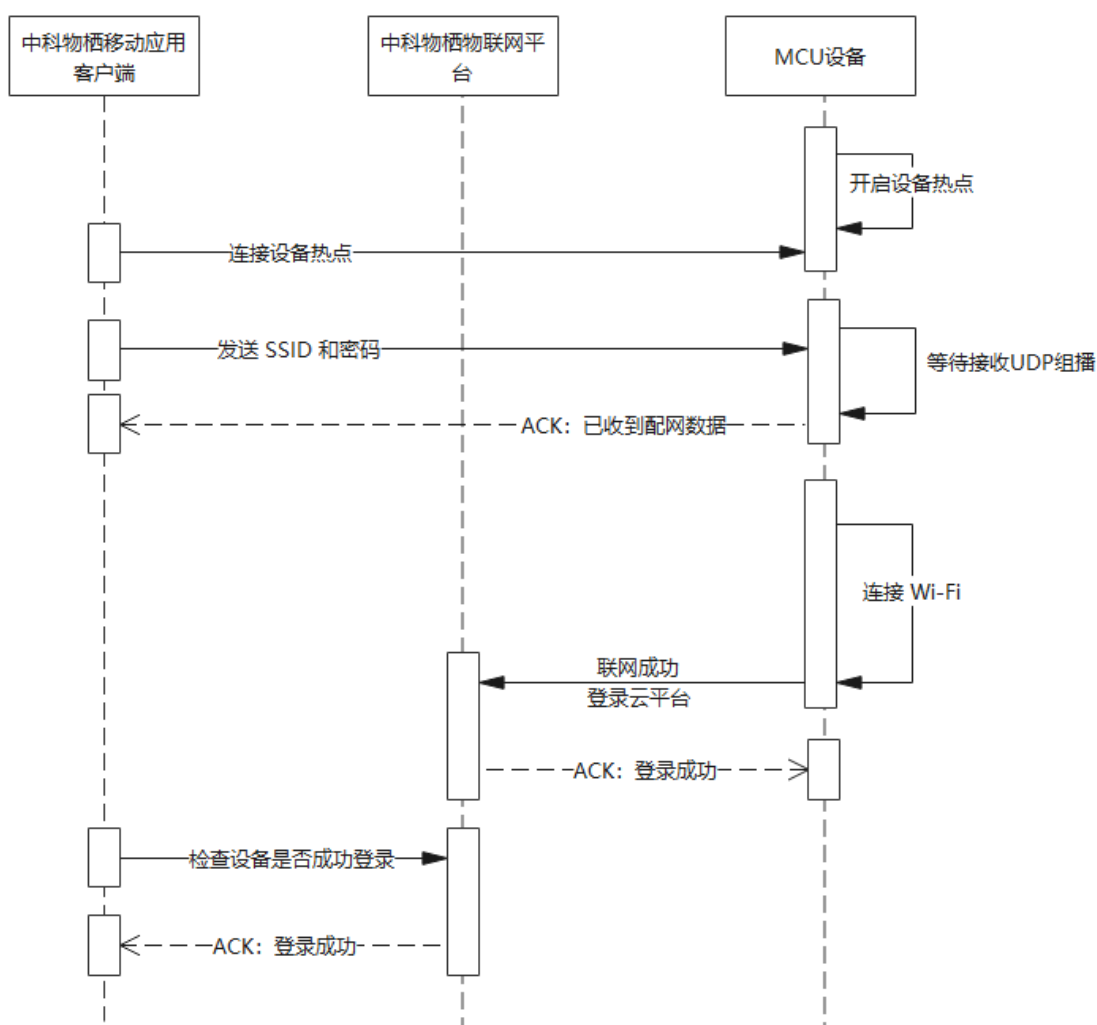 中科物栖移动应用
客户端
中科物栖物联网平
台
MCU设备
开启设备热点
连接设备热点
发送 SSID 和密码
等待接收UDP组播
ACK：已收到配网数据
连接 Wi-Fi
联网成功
登录云平台
ACK：登录成功
检查设备是否成功登录
ACK：登录成功